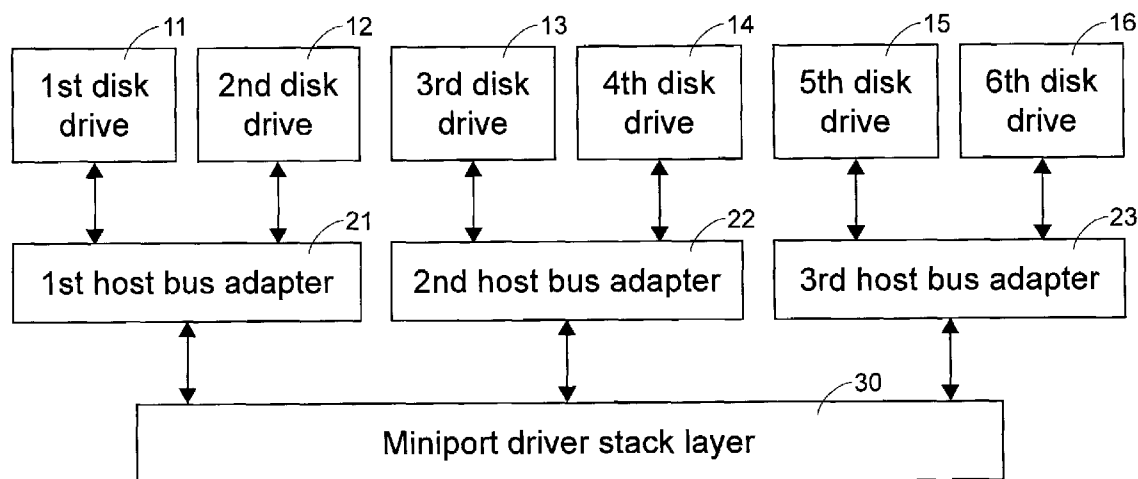 11
12
13
14
15
16
1st disk drive
2nd disk drive
3rd disk drive
4th disk drive
5th disk drive
6th disk drive
21
22
23
1st host bus adapter
2nd host bus adapter
3rd host bus adapter
30
Miniport driver stack layer